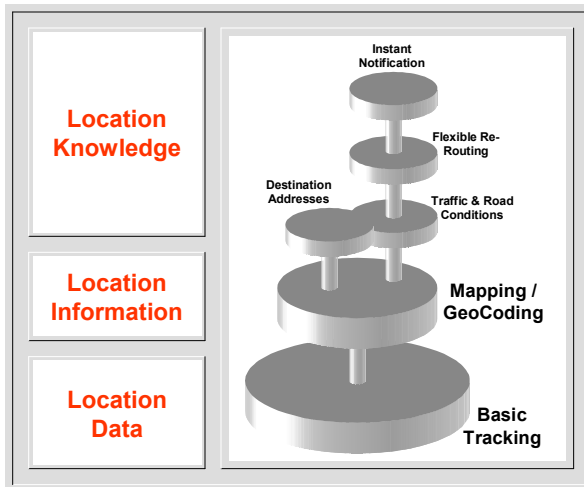 Location
Knowledge
Location
Information
Location
Data
Instant
Notification
Flexible Re-
Routing
Destination
Addresses
Traffic & Road
Conditions
Mapping /
GeoCoding
Basic
Tracking